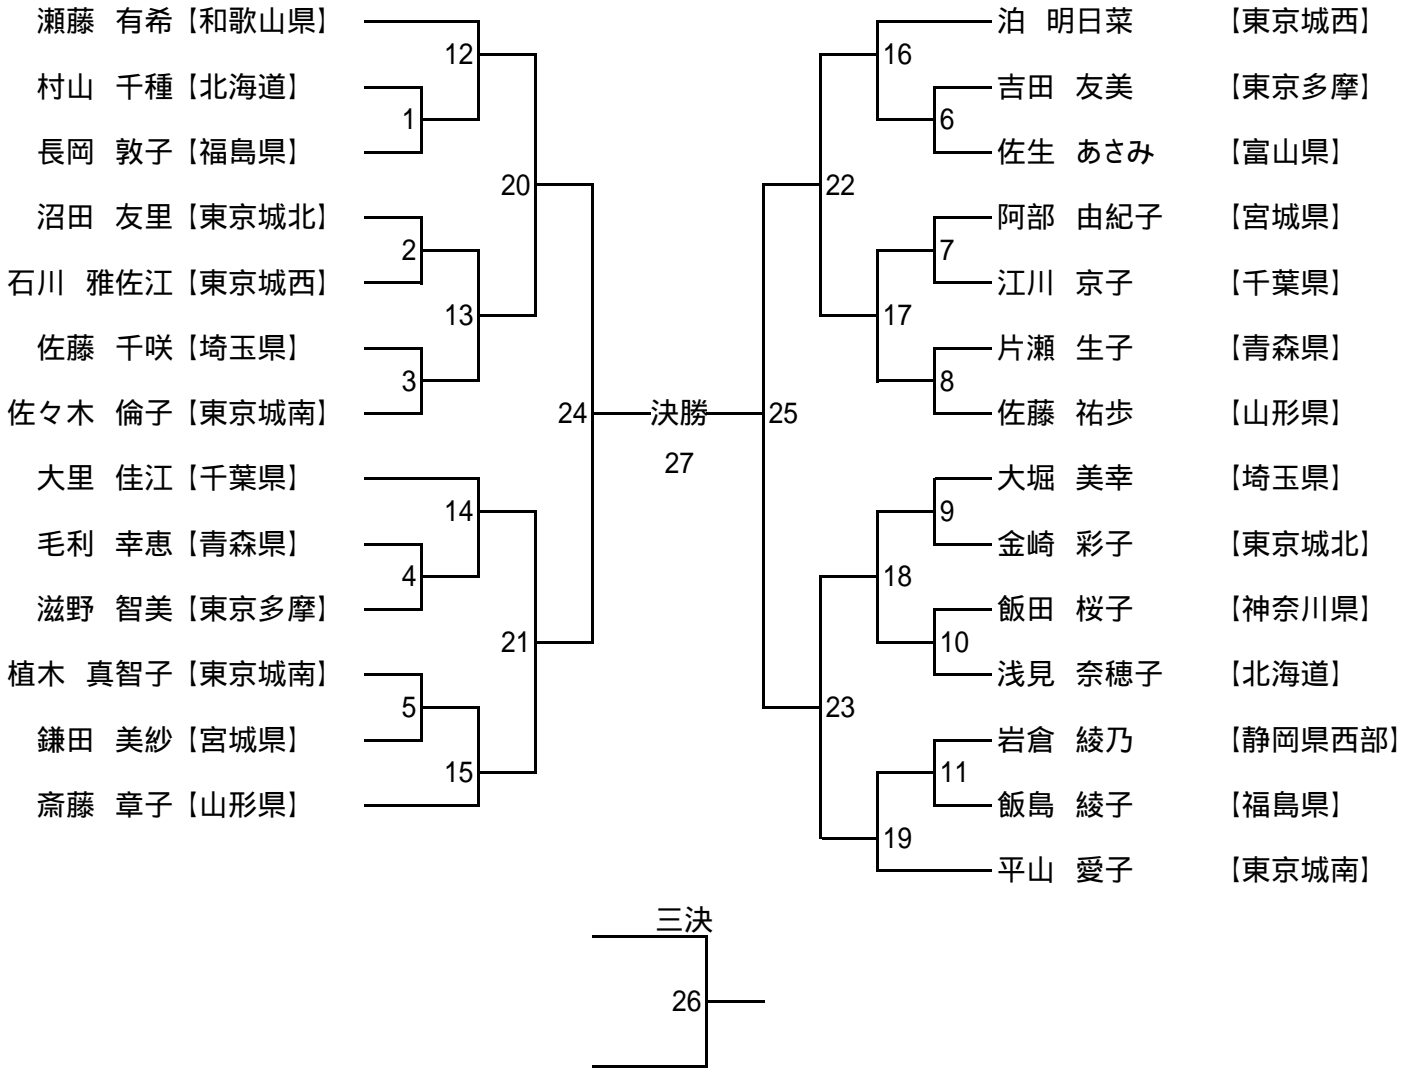 瀬藤 有希【和歌山県】
12
村山 千種【北海道】
1
長岡 敦子【福島県】
20
沼田 友里【東京城北】
2
石川 雅佐江【東京城西】
13
佐藤 千咲【埼玉県】
3
佐々木 倫子【東京城南】
24
大里 佳江【千葉県】
14
毛利 幸恵【青森県】
4
滋野 智美【東京多摩】
21
植木 真智子【東京城南】
5
鎌田 美紗【宮城県】
15
斎藤 章子【山形県】
決勝
27
泊 明日菜 【東京城西】
16
吉田 友美 【東京多摩】
6
佐生 あさみ 【富山県】
22
阿部 由紀子 【宮城県】
7
江川 京子 【千葉県】
17
片瀬 生子 【青森県】
8
佐藤 祐歩 【山形県】
25
大堀 美幸 【埼玉県】
9
金崎 彩子 【東京城北】
18
飯田 桜子 【神奈川県】
10
浅見 奈穂子 【北海道】
23
岩倉 綾乃 【静岡県西部】
11
飯島 綾子 【福島県】
19
平山 愛子 【東京城南】
三決
26